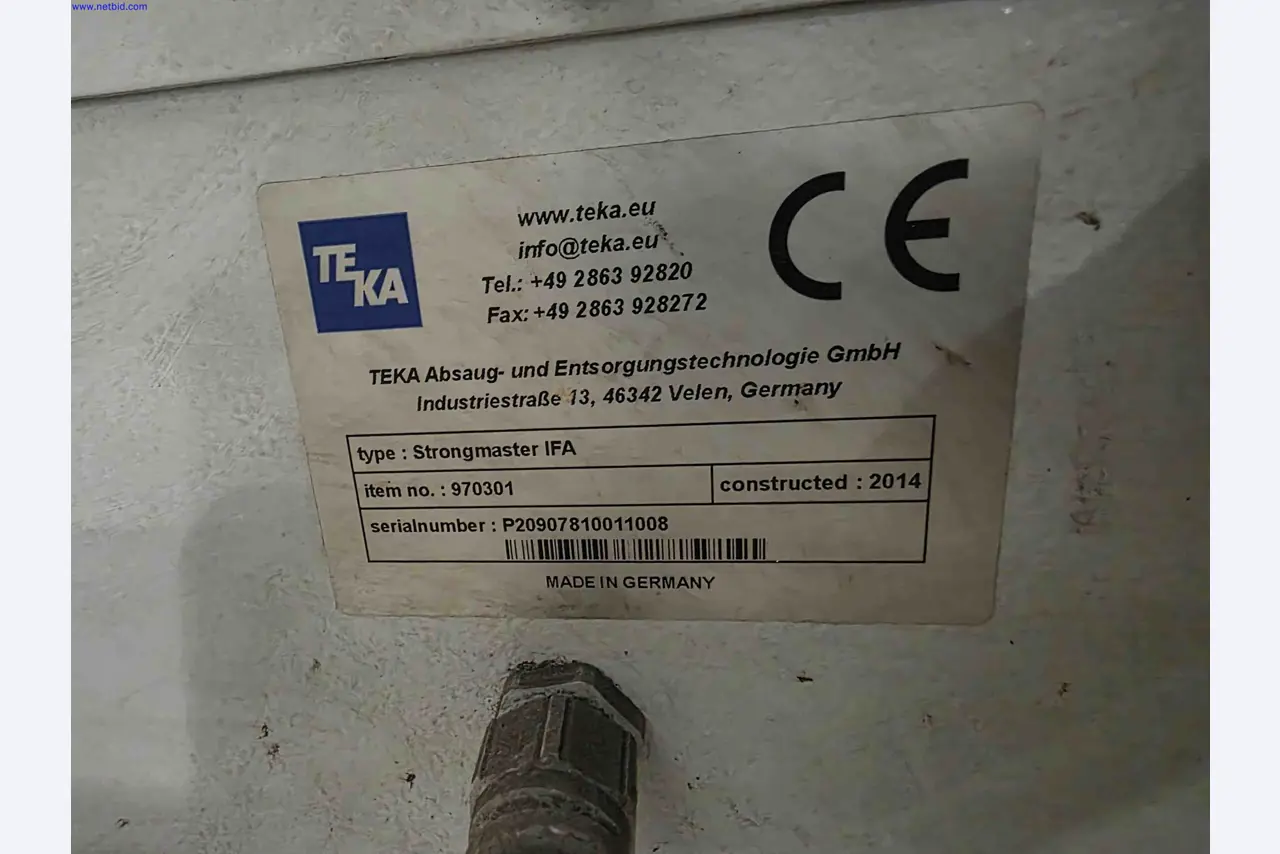 www.netbid.com
TEKA
www.teka.eu
info@teka.eu
Tel.: +49 2863 92820
Fax: +49 2863 928272
CE
TEKA Absaug- und Entsorgungstechnologie GmbH
Industriestraße 13, 46342 Velen, Germany
type : Strongmaster IFA
item no. : 970301
constructed : 2014
serialnumber : P20907810011008
MADE IN GERMANY